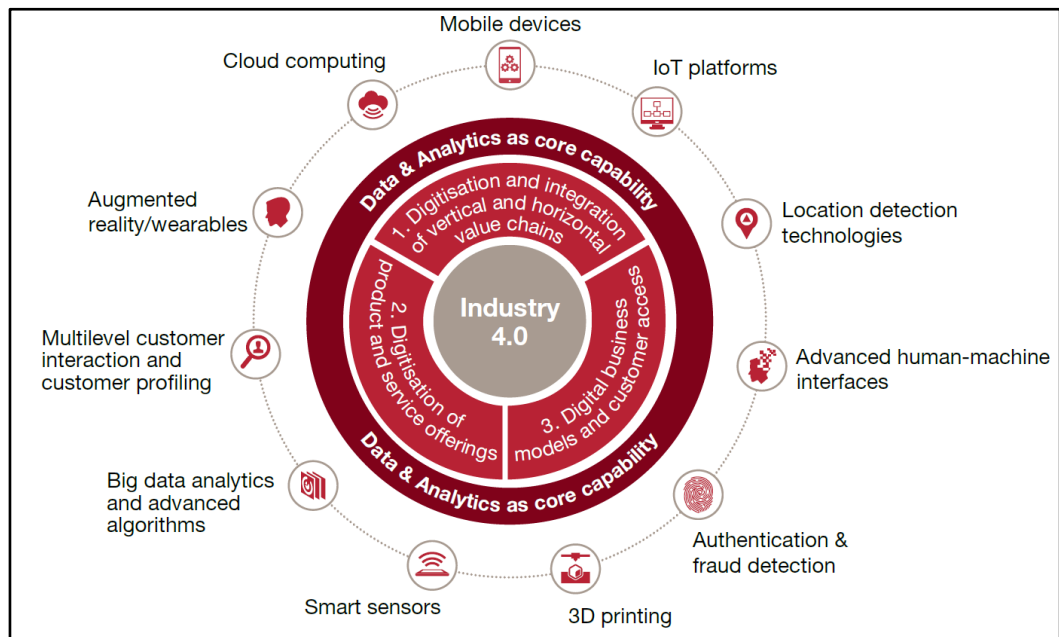 Mobile devices
Cloud computing
IoT platforms
Augmented
reality/wearables
Location detection
technologies
Multilevel customer
interaction and
customer profiling
Advanced human-machine
interfaces
Big data analytics
and advanced
algorithms
Authentication &
fraud detection
Smart sensors
3D printing
Data & Analytics as core capability
1. Digitisation and integration
of vertical and horizontal
value chains
2. Digitisation of
product and service offerings
3. Digital business
models and customer access
Industry
4.0
Data & Analytics as core capability